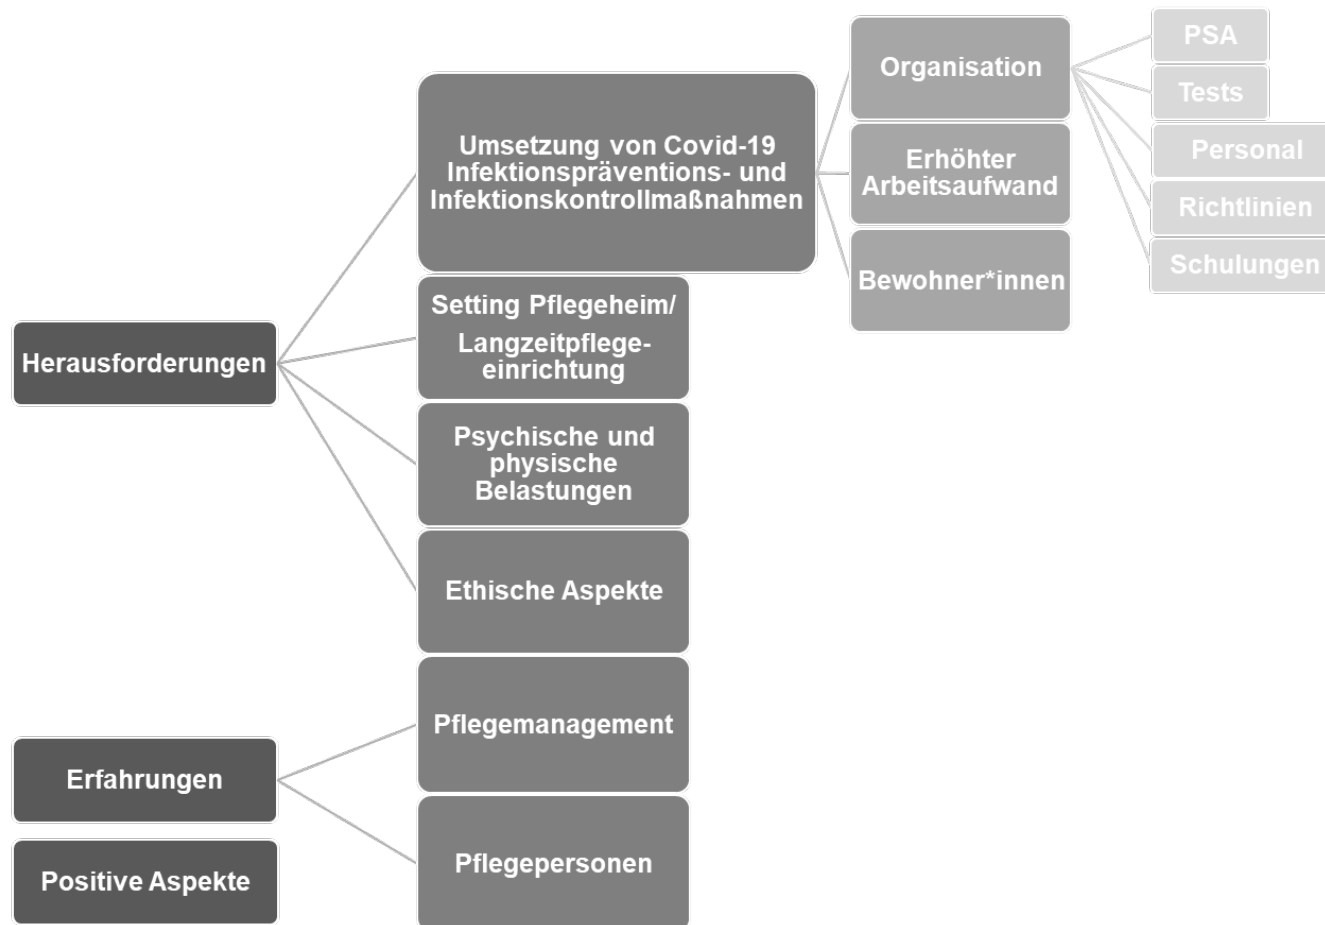 Herausforderungen
Umsetzung von Covid-19
Infektionspräventions- und
Infektionskontrollmaßnahmen
Organisation
PSA
Tests
Personal
Richtlinien
Schulungen
Erhöhter
Arbeitsaufwand
Bewohner*innen
Setting Pflegeheim/
Langzeitpflege-
einrichtung
Psychische und
physische
Belastungen
Ethische Aspekte
Erfahrungen
Pflegemanagement
Pflegepersonen
Positive Aspekte